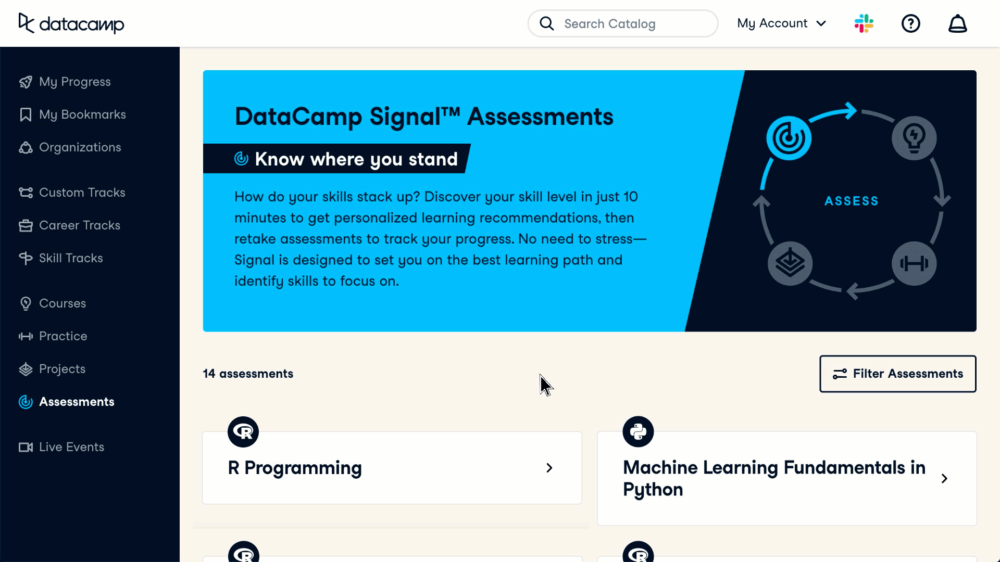 datacamp
Search Catalog
My Account
My Progress
My Bookmarks
Organizations
Custom Tracks
Career Tracks
Skill Tracks
Courses
Practice
Projects
Assessments
Live Events
DataCamp Signal™ Assessments
Know where you stand
How do your skills stack up? Discover your skill level in just 10
minutes to get personalized learning recommendations, then
retake assessments to track your progress. No need to stress—
Signal is designed to set you on the best learning path and
identify skills to focus on.
ASSESS
14 assessments
Filter Assessments
R Programming
Machine Learning Fundamentals in
Python